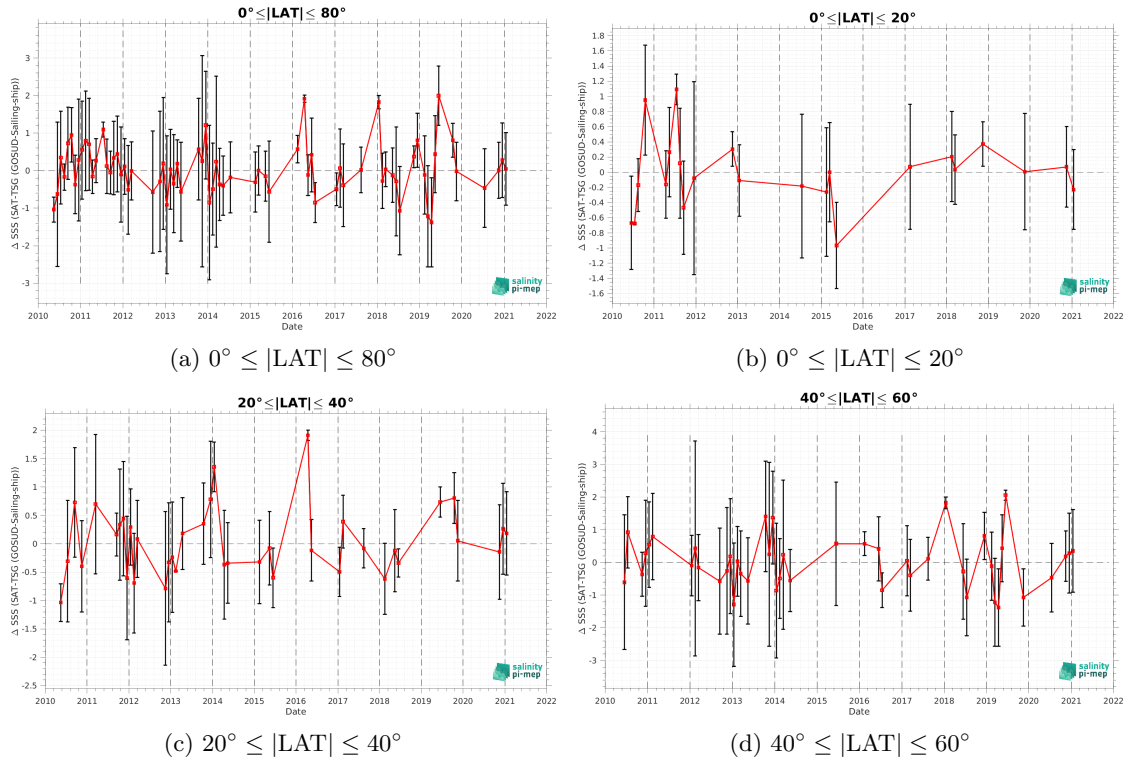 0°≤|LAT|≤ 80°
Δ SSS (SAT-TSG (GOSUD-Sailing-ship))
3
2
1
0
-1
-2
-3
2010 2011 2012 2013 2014 2015 2016 2017 2018 2019 2020 2021 2022
Date
salinity
pi-mep
(a) 0° ≤ |LAT| ≤ 80°
0°≤|LAT|≤ 20°
Δ SSS (SAT-TSG (GOSUD-Sailing-ship))
1.8
1.6
1.4
1.2
1
0.8
0.6
0.4
0.2
0
-0.2
-0.4
-0.6
-0.8
-1
-1.2
-1.4
-1.6
2010 2011 2012 2013 2014 2015 2016 2017 2018 2019 2020 2021 2022
Date
salinity
pi-mep
(b) 0° ≤ |LAT| ≤ 20°
20°≤|LAT|≤ 40°
Δ SSS (SAT-TSG (GOSUD-Sailing-ship))
2
1.5
1
0.5
0
-0.5
-1
-1.5
-2
-2.5
2010 2011 2012 2013 2014 2015 2016 2017 2018 2019 2020 2021 2022
Date
salinity
pi-mep
(c) 20° ≤ |LAT| ≤ 40°
40°≤|LAT|≤ 60°
Δ SSS (SAT-TSG (GOSUD-Sailing-ship))
4
3
2
1
0
-1
-2
-3
2010 2011 2012 2013 2014 2015 2016 2017 2018 2019 2020 2021 2022
Date
salinity
pi-mep
(d) 40° ≤ |LAT| ≤ 60°